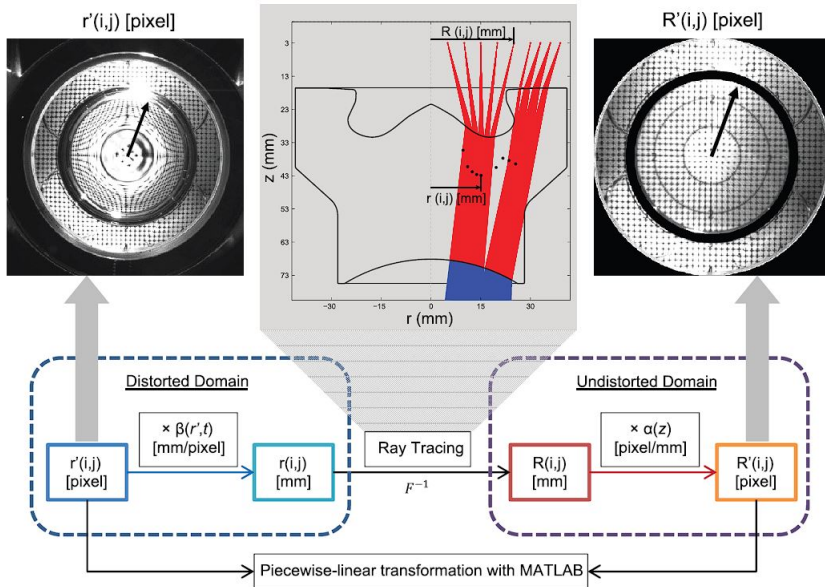 r'(i,j) [pixel]
R'(i,j) [pixel]
R (i,j) [mm]
3
13
23
33
43
53
63
73
z (mm)
r (i,j) [mm]
-30
-15
0
15
30
r (mm)
Distorted Domain
Undistorted Domain
× β(r',t)
[mm/pixel]
× α(z)
[pixel/mm]
r'(i,j)
[pixel]
r(i,j)
[mm]
Ray Tracing
F⁻¹
R(i,j)
[mm]
R'(i,j)
[pixel]
Piecewise-linear transformation with MATLAB